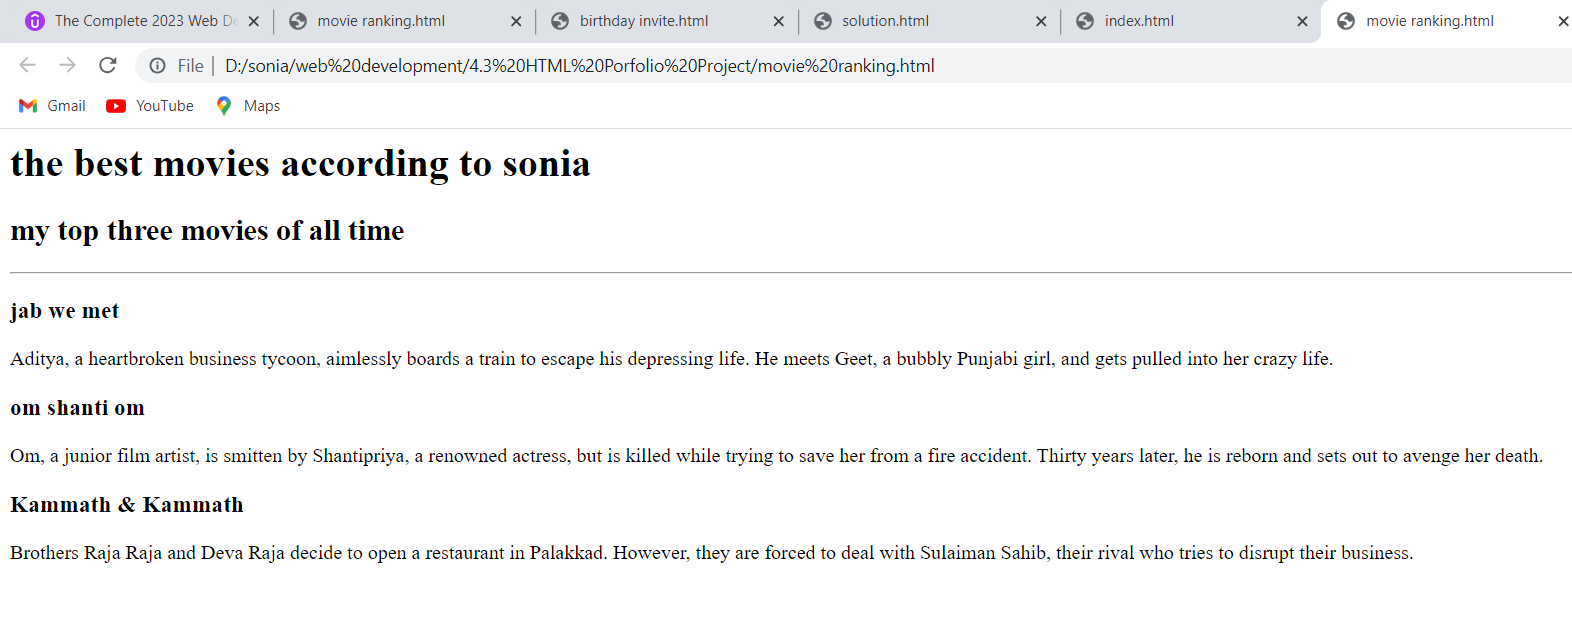 The Complete 2023 Web De
movie ranking.html
birthday invite.html
solution.html
index.html
movie ranking.html
File | D:/sonia/web%20development/4.3%20HTML%20Porfolio%20Project/movie%20ranking.html
Gmail YouTube Maps
the best movies according to sonia
my top three movies of all time
jab we met
Aditya, a heartbroken business tycoon, aimlessly boards a train to escape his depressing life. He meets Geet, a bubbly Punjabi girl, and gets pulled into her crazy life.
om shanti om
Om, a junior film artist, is smitten by Shantipriya, a renowned actress, but is killed while trying to save her from a fire accident. Thirty years later, he is reborn and sets out to avenge her death.
Kammath & Kammath
Brothers Raja Raja and Deva Raja decide to open a restaurant in Palakkad. However, they are forced to deal with Sulaiman Sahib, their rival who tries to disrupt their business.